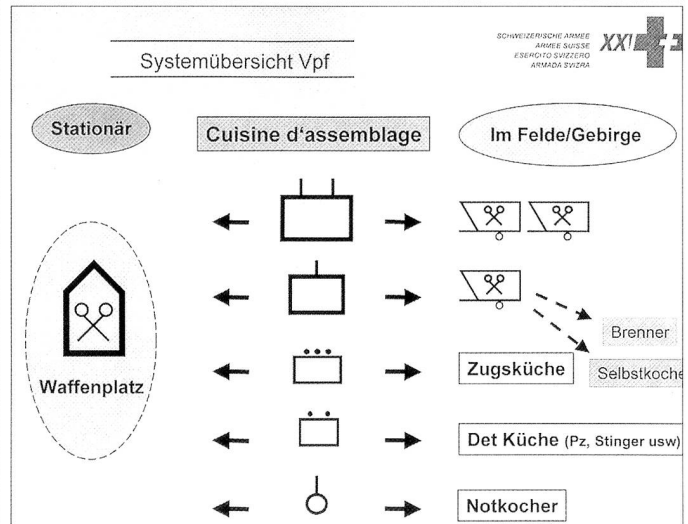 SCHWEIZERISCHE ARMEE
ARMEE SUISSE
ESERCITO SVIZZERO
ARMADA SVIZRA
XXI
Systemübersicht Vpf
Stationär
Cuisine d'assemblage
Im Felde/Gebirge
Brenner
Waffenplatz
Zugsküche
Selbstkoche
Det Küche (Pz, Stinger usw)
Notkocher